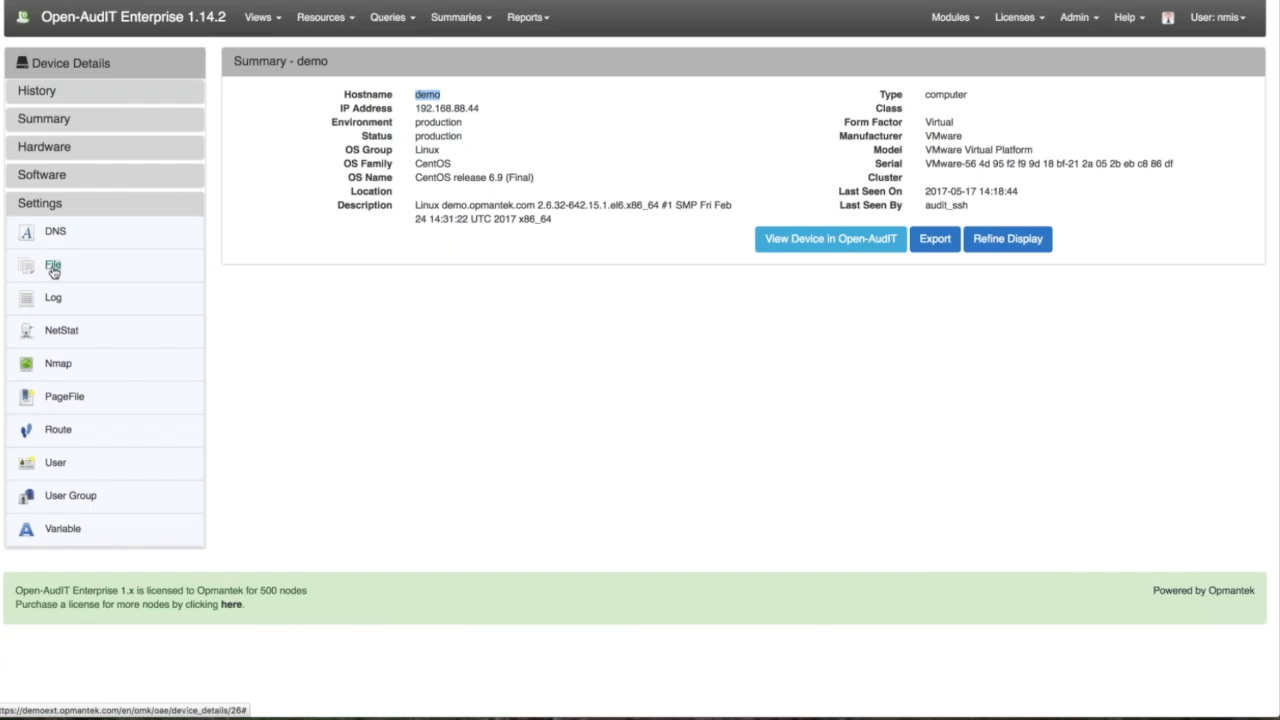 Open-AudIT Enterprise 1.14.2 Views Resources Queries Summaries Reports Modules Licenses Admin Help User: nmis
Device Details
History
Summary
Hardware
Software
Settings
DNS
File
Log
NetStat
Nmap
PageFile
Route
User
User Group
Variable
Summary - demo
Hostname demo
IP Address 192.168.88.44
Environment production
Status production
OS Group Linux
OS Family CentOS
OS Name CentOS release 6.9 (Final)
Location
Description Linux demo.opmantek.com 2.6.32-642.15.1.el6.x86_64 #1 SMP Fri Feb
24 14:31:22 UTC 2017 x86_64
Type computer
Class
Form Factor Virtual
Manufacturer VMware
Model VMware Virtual Platform
Serial VMware-56 4d 95 f2 f9 9d 18 bf-21 2a 05 2b eb c8 86 df
Cluster
Last Seen On 2017-05-17 14:18:44
Last Seen By audit_ssh
View Device in Open-AudIT Export Refine Display
Open-AudIT Enterprise 1.x is licensed to Opmantek for 500 nodes
Purchase a license for more nodes by clicking here.
Powered by Opmantek
ttps://demoext.opmantek.com/en/omk/oae/device_details/26#